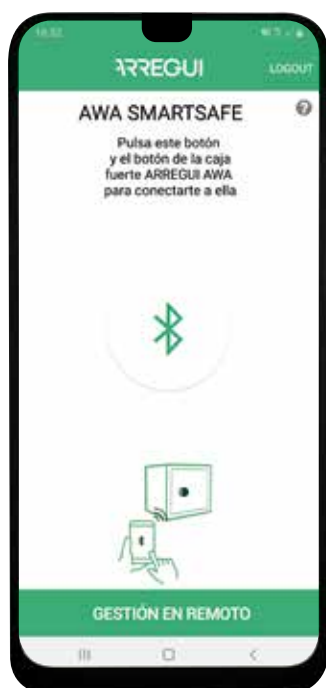 ARREGUI
LOGOUT
AWA SMARTSAFE
Pulsa este botón
y el botón de la caja
fuerte ARREGUI AWA
para conectarte a ella
GESTIÓN EN REMOTO